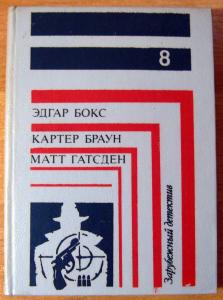 8
ЭДГАР БОКС
КАРТЕР БРАУН
МАТТ ГАТСДЕН
Зарубежный детектив